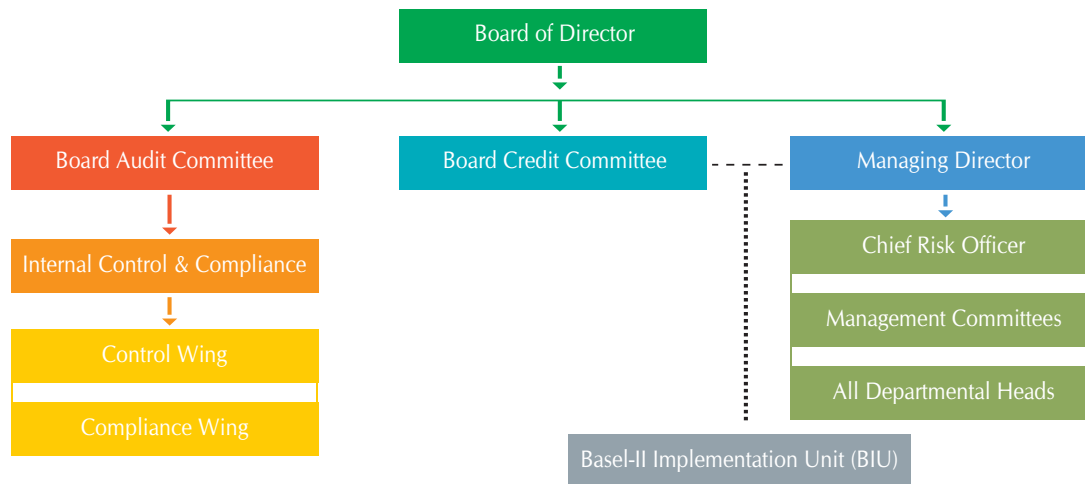 Board of Director
Board Audit Committee
Board Credit Committee
Managing Director
Internal Control & Compliance
Chief Risk Officer
Control Wing
Management Committees
Compliance Wing
All Departmental Heads
Basel-II Implementation Unit (BIU)